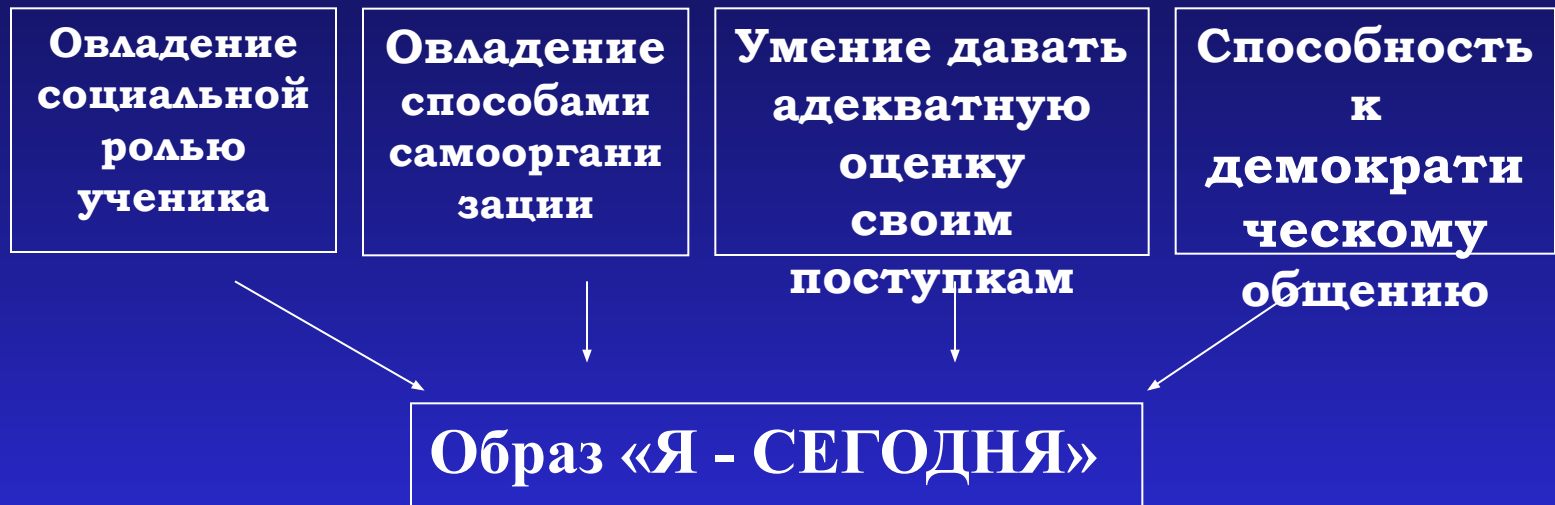 Овладение
социальной
ролью
ученика
Овладение
способами
самооргани
зации
Умение давать
адекватную
оценку
своим
поступкам
Способность
к
демократи
ческому
общению
Образ «Я - СЕГОДНЯ»